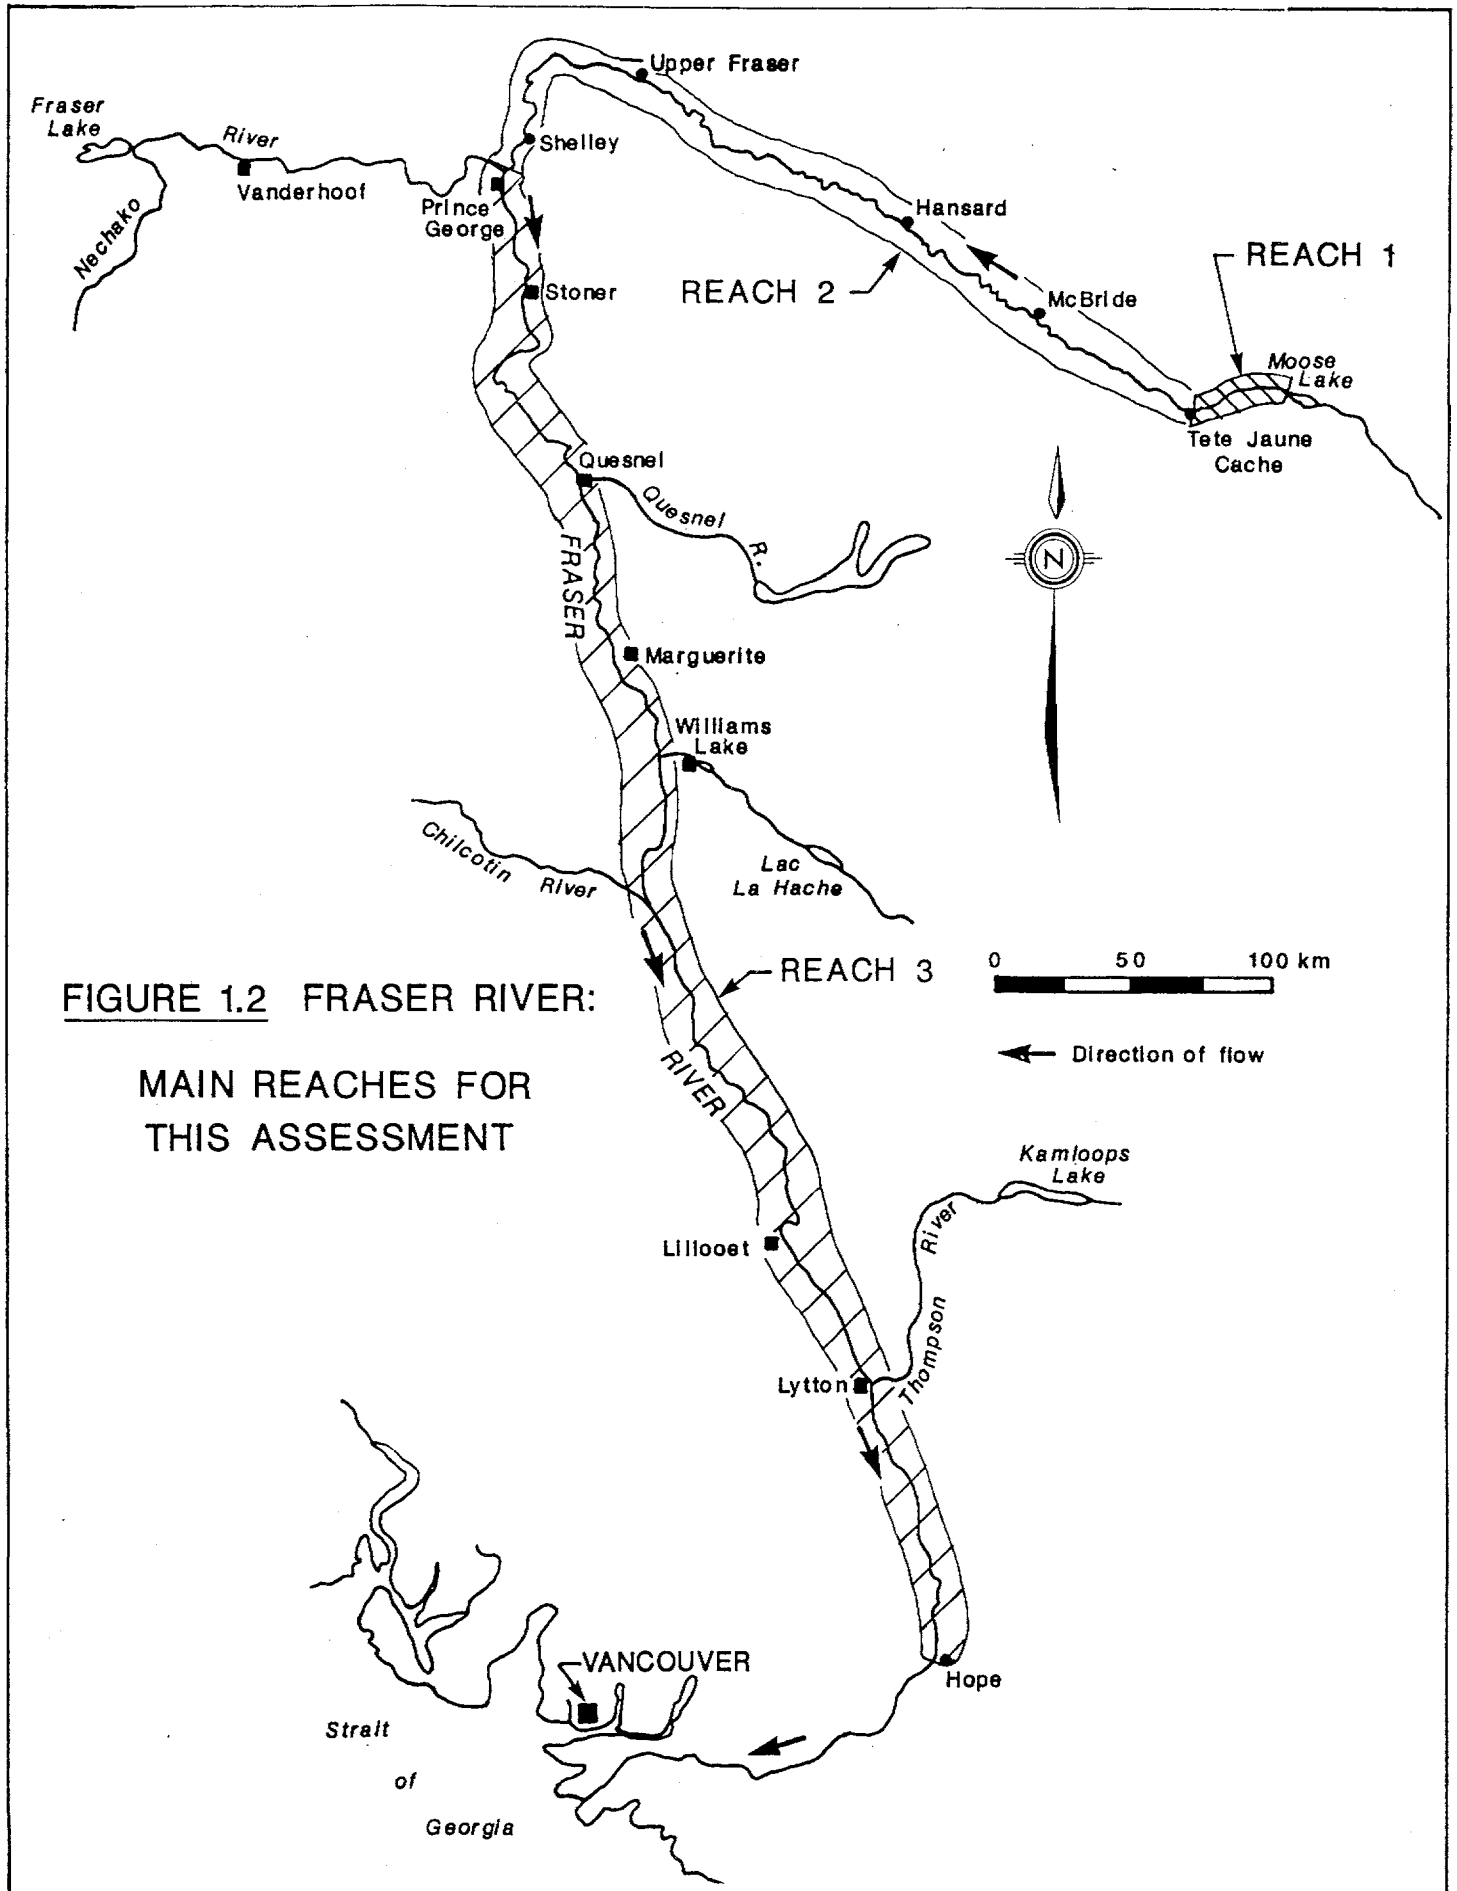 Upper Fraser
Fraser
Lake
River
Shelley
Vanderhoof
Prince
George
Nechako
Hansard
REACH 1
Stoner
REACH 2
McBride
Moose
Lake
Tete Jaune
Cache
Quesnel
Quesnel
R.
N
FRASER
Marguerite
Williams
Lake
Chilcotin
River
Lac
La Hache
REACH 3
0 50 100 km
FIGURE 1.2 FRASER RIVER:
Direction of flow
RIVER
MAIN REACHES FOR
THIS ASSESSMENT
Kamloops
Lake
River
Lillooet
Thompson
Lytton
VANCOUVER
Hope
Strait
of
Georgia